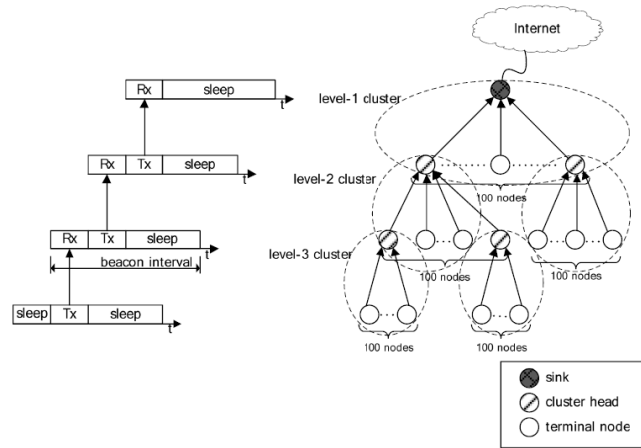 Internet
Rx sleep
t
level-1 cluster
Rx Tx sleep
t
level-2 cluster
100 nodes
Rx Tx sleep
t
beacon interval
level-3 cluster
100 nodes
100 nodes
sleep Tx sleep
t
100 nodes
100 nodes
sink
cluster head
terminal node